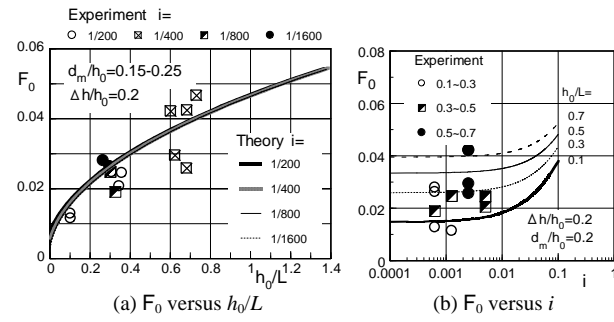 Experiment i=
1/200 1/400 1/800 1/1600
0.06
F0
0.04
0.02
0
dm/h0=0.15-0.25
Δh/h0=0.2
Theory i=
1/200
1/400
1/800
1/1600
0 0.2 0.4 0.6 0.8 h0/L 1.2 1.4
(a) F0 versus h0/L
0.08
F0
0.06
0.04
0.02
0.00
Experiment
0.1~0.3
0.3~0.5
0.5~0.7
h0/L=
0.7
0.5
0.3
0.1
Δh/h0=0.2
dm/h0=0.2
0.0001 0.001 0.01 0.1 i 1
(b) F0 versus i